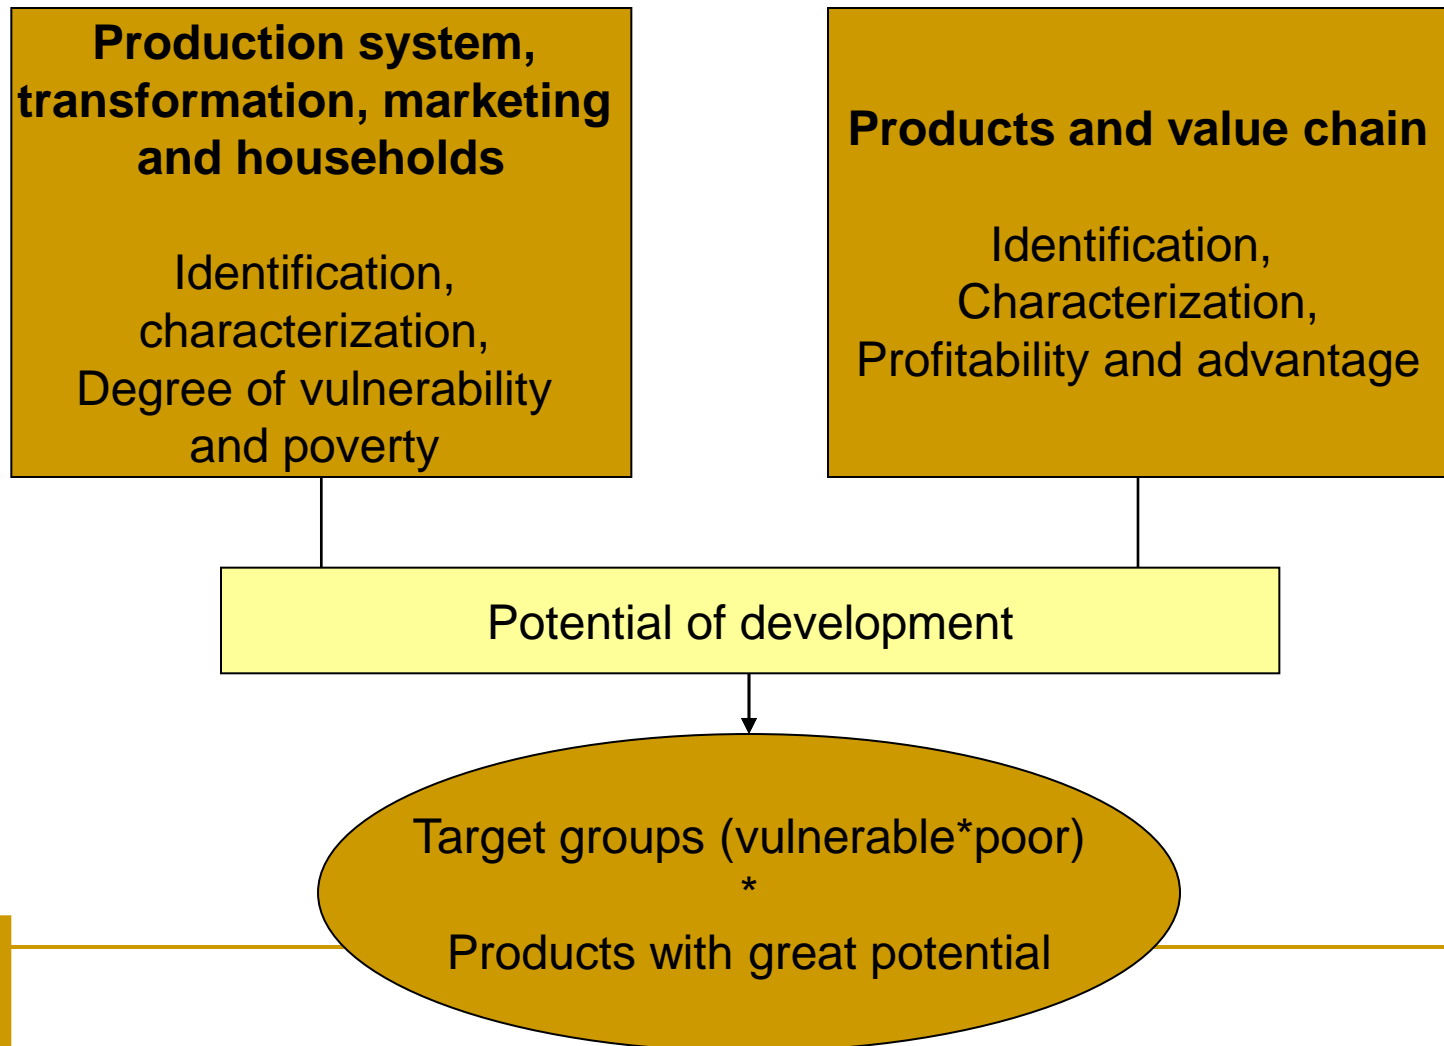 Production system,
transformation, marketing
and households
Identification,
characterization,
Degree of vulnerability
and poverty
Products and value chain
Identification,
Characterization,
Profitability and advantage
Potential of development
Target groups (vulnerable*poor)
*
Products with great potential